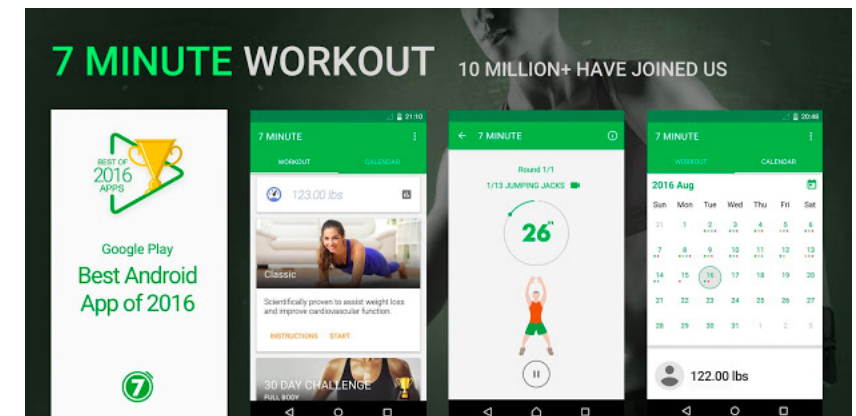 7 MINUTE WORKOUT 10 MILLION+ HAVE JOINED US
BEST OF
2016
APPS
Google Play
Best Android
App of 2016
7
21:10
7 MINUTE
WORKOUT CALENDAR
123.00 lbs
Classic
Scientifically proven to assist weight loss
and improve cardiovascular function.
INSTRUCTIONS START
30 DAY CHALLENGE
FULL BODY
7 MINUTE
Round 1/1
1/13 JUMPING JACKS
26"
20:48
7 MINUTE
WORKOUT CALENDAR
2016 Aug
Sun Mon Tue Wed Thu Fri Sat
31 1 2 3 4 5 6
7 8 9 10 11 12 13
14 15 16 17 18 19 20
21 22 23 24 25 26 27
28 29 30 31 1 2 3
122.00 lbs